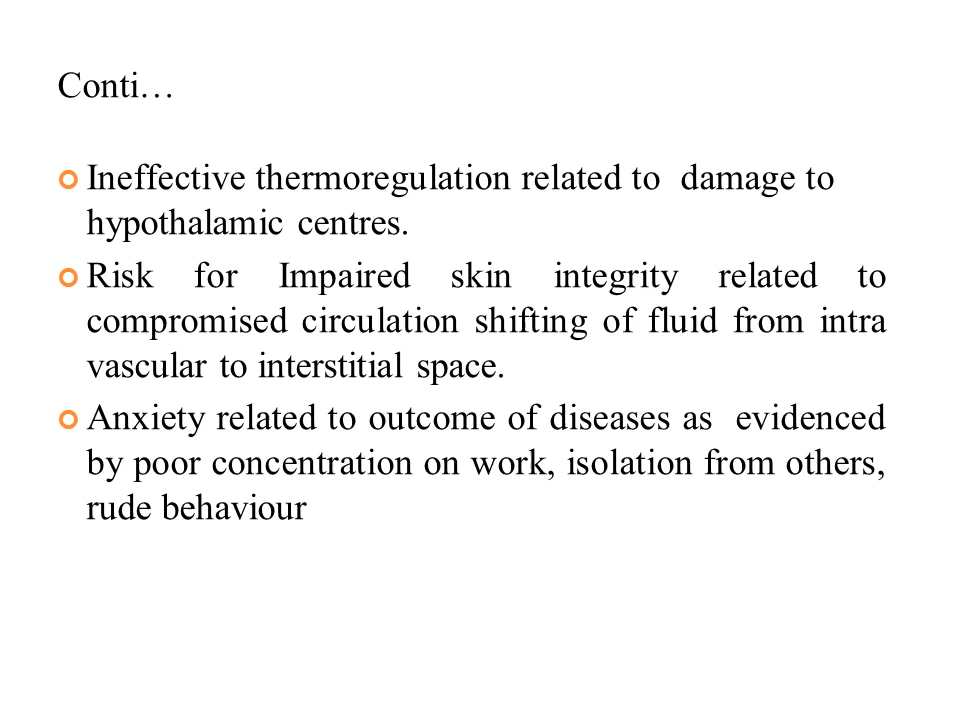 Conti…
Ineffective thermoregulation related to  damage to
hypothalamic centres.
Risk for Impaired skin integrity related to
compromised circulation shifting of fluid from intra
vascular to interstitial space.
Anxiety related to outcome of diseases as  evidenced
by poor concentration on work, isolation from others,
rude behaviour